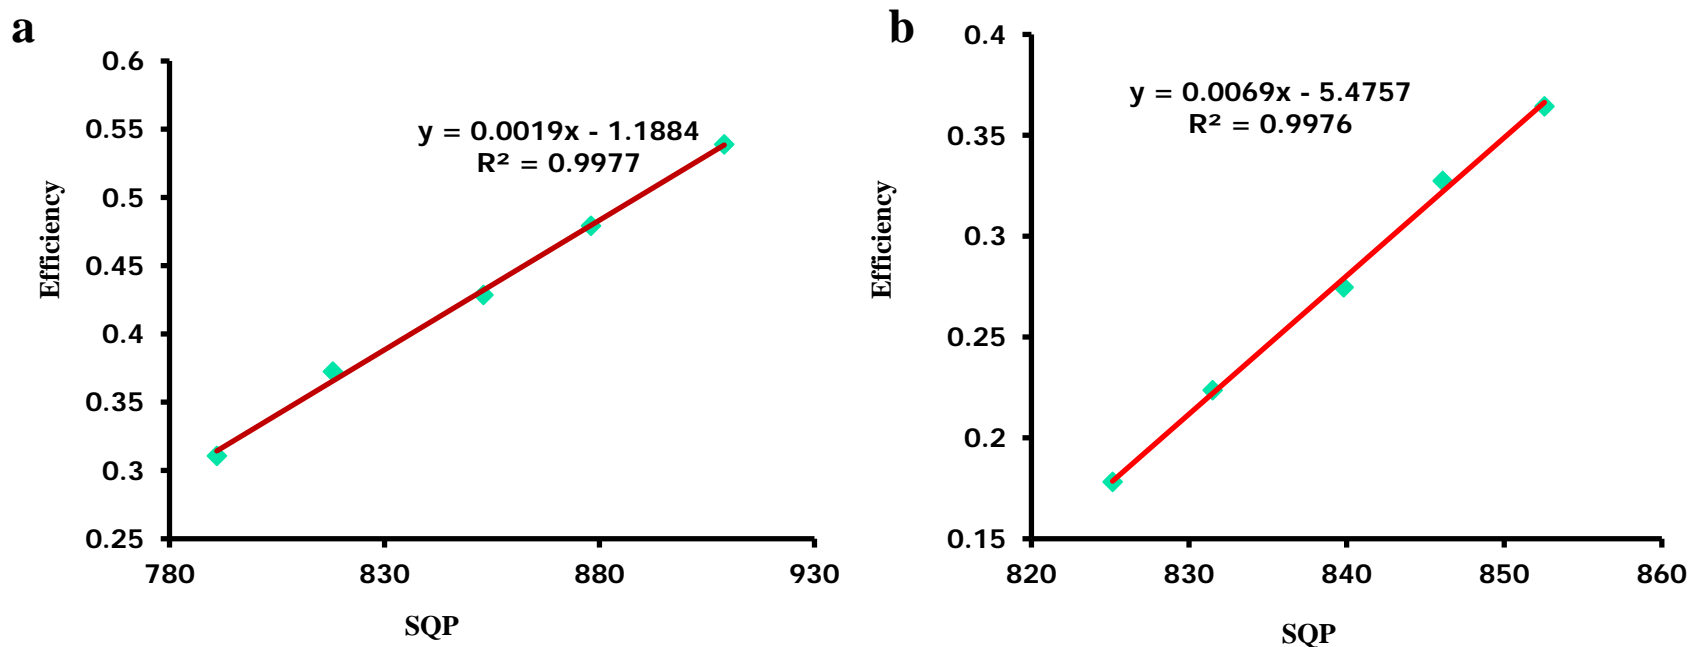 a
0.6
0.55
0.5
0.45
0.4
0.35
0.3
0.25
Efficiency
y = 0.0019x - 1.1884
R² = 0.9977
780 830 880 930
SQP
b
0.4
0.35
0.3
0.25
0.2
0.15
Efficiency
y = 0.0069x - 5.4757
R² = 0.9976
820 830 840 850 860
SQP